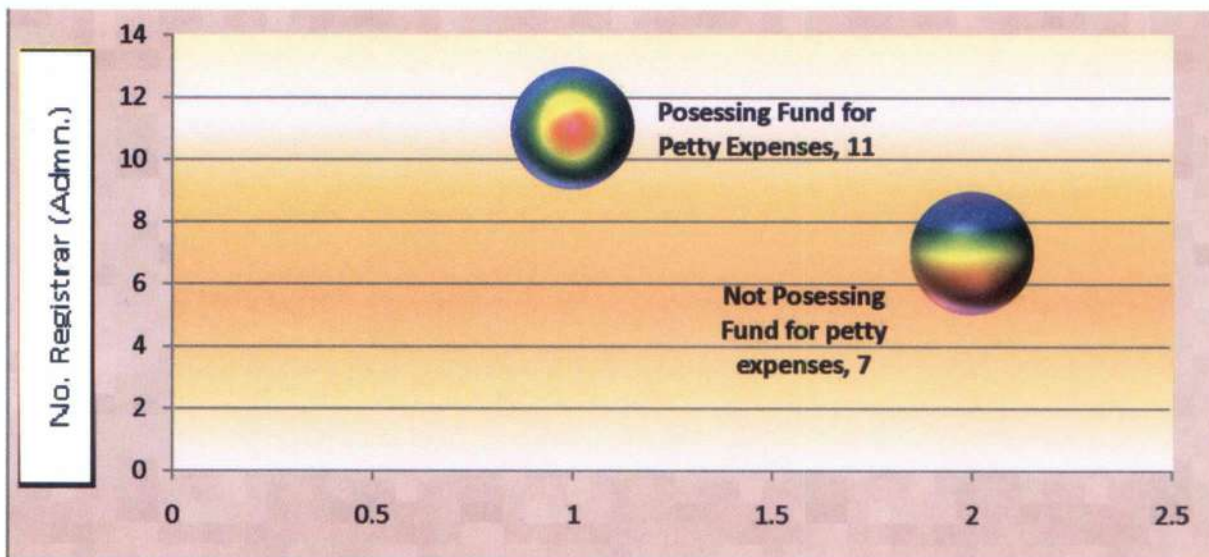 14
12
10
8
6
4
2
0
No. Registrar (Admn.)
Posessing Fund for
Petty Expenses, 11
Not Posessing
Fund for petty
expenses, 7
0
0.5
1
1.5
2
2.5